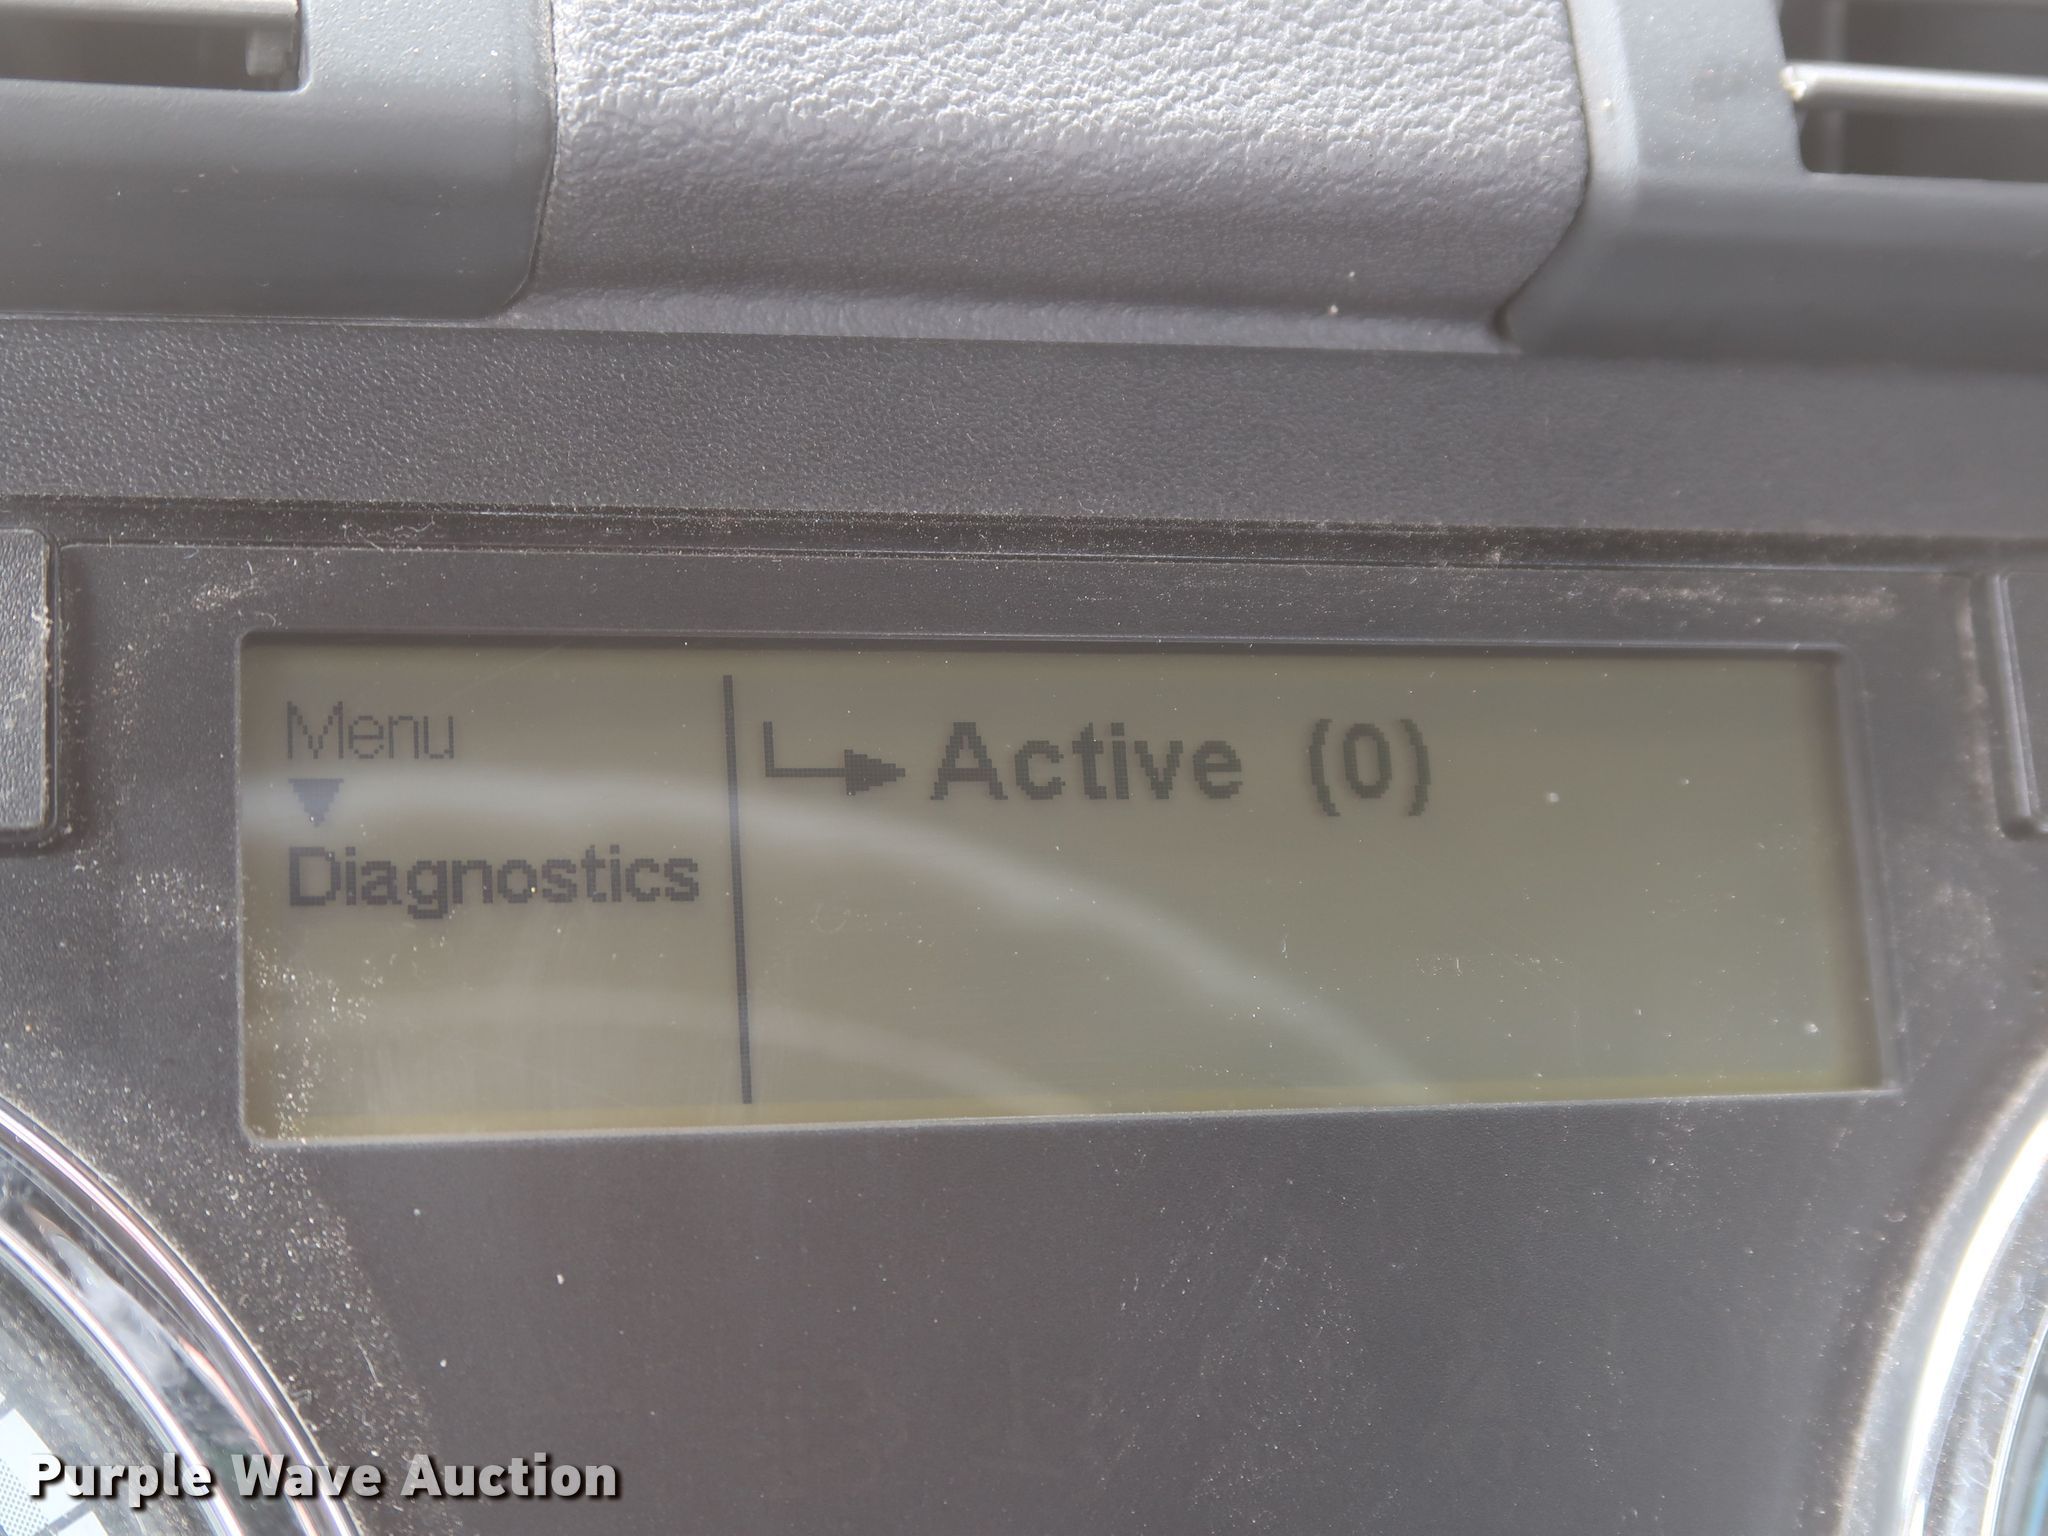 Menu
Diagnostics
Active (0)
Purple Wave Auction